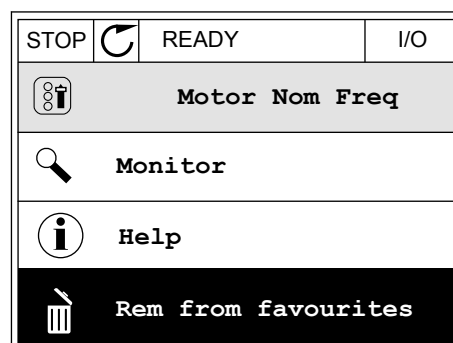 STOP READY I/O
Motor Nom Freq
Monitor
Help
Rem from favourites